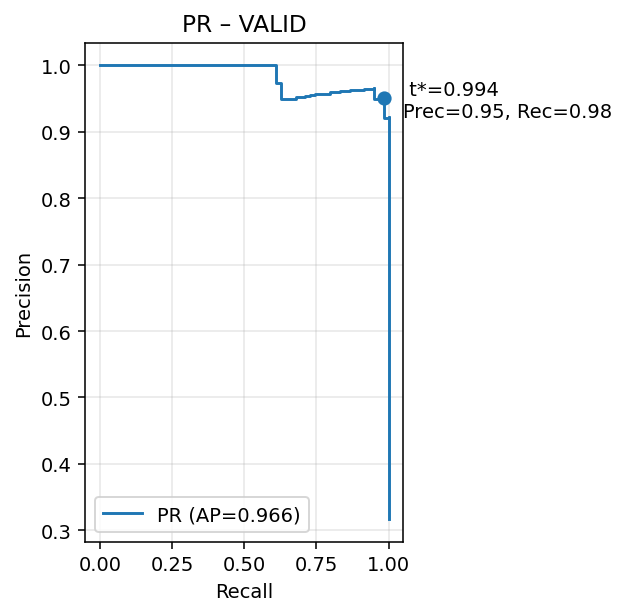 PR – VALID
1.0
0.9
0.8
0.7
0.6
0.5
0.4
0.3
Precision
t*=0.994
Prec=0.95, Rec=0.98
PR (AP=0.966)
0.00 0.25 0.50 0.75 1.00
Recall